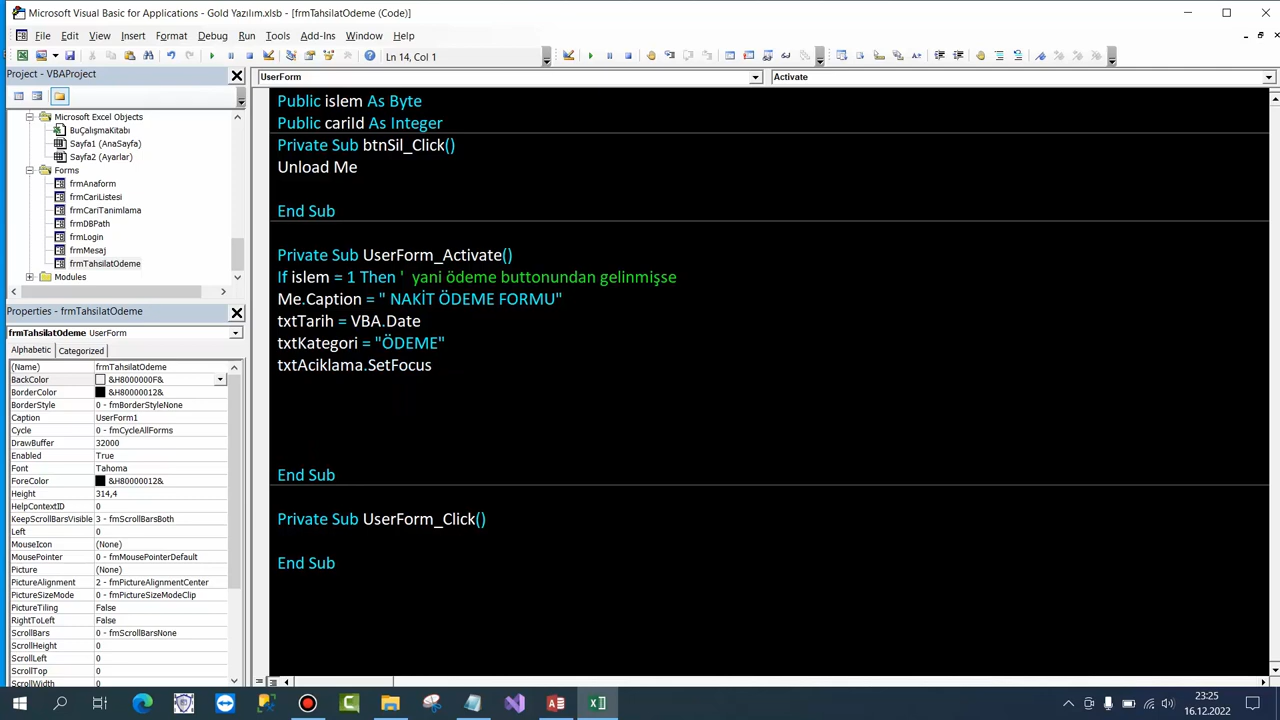 Microsoft Visual Basic for Applications - Gold Yazılım.xlsb - [frmTahsilatOdeme (Code)]
File Edit View Insert Format Debug Run Tools Add-Ins Window Help
Ln 14, Col 1
Project - VBAProject
UserForm
Activate
Microsoft Excel Objects
BuÇalışmaKitabı
Sayfa1 (AnaSayfa)
Sayfa2 (Ayarlar)
Forms
frmAnaform
frmCariListesi
frmCariTanimlama
frmDBPath
frmLogin
frmMesaj
frmTahsilatOdeme
Modules
Properties - frmTahsilatOdeme
frmTahsilatOdeme UserForm
Alphabetic Categorized
(Name) frmTahsilatOdeme
BackColor &H8000000F&
BorderColor &H80000012&
BorderStyle 0 - fmBorderStyleNone
Caption UserForm1
Cycle 0 - fmCycleAllForms
DrawBuffer 32000
Enabled True
Font Tahoma
ForeColor &H80000012&
Height 314,4
HelpContextID 0
KeepScrollBarsVisible 3 - fmScrollBarsBoth
Left 0
MouseIcon (None)
MousePointer 0 - fmMousePointerDefault
Picture (None)
PictureAlignment 2 - fmPictureAlignmentCenter
PictureSizeMode 0 - fmPictureSizeModeClip
PictureTiling False
RightToLeft False
ScrollBars 0 - fmScrollBarsNone
ScrollHeight 0
ScrollLeft 0
ScrollTop 0
ScrollWidth 0
Public islem As Byte
Public cariId As Integer
Private Sub btnSil_Click()
Unload Me
End Sub
Private Sub UserForm_Activate()
If islem = 1 Then '  yani ödeme buttonundan gelinmişse
Me.Caption = " NAKİT ÖDEME FORMU"
txtTarih = VBA.Date
txtKategori = "ÖDEME"
txtAciklama.SetFocus
End Sub
Private Sub UserForm_Click()
End Sub
23:25
16.12.2022